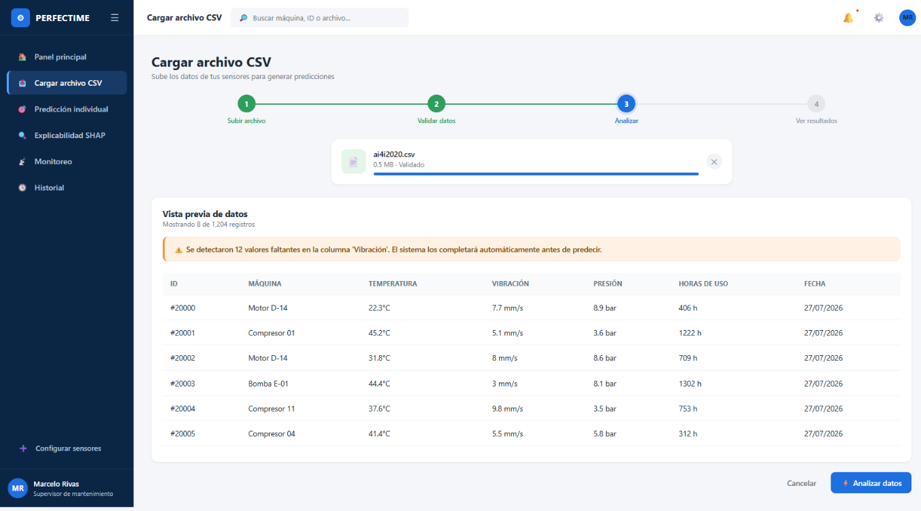 PERFECTIME
Panel principal
Cargar archivo CSV
Predicción individual
Explicabilidad SHAP
Monitoreo
Historial
Configurar sensores
MR
Marcelo Rivas
Supervisor de mantenimiento
Cargar archivo CSV
Buscar máquina, ID o archivo...
MR
Cargar archivo CSV
Sube los datos de tus sensores para generar predicciones
1 2 3 4
Subir archivo Validar datos Analizar Ver resultados
ai4i2020.csv
0.5 MB · Validado
Vista previa de datos
Mostrando 8 de 1,204 registros
Se detectaron 12 valores faltantes en la columna 'Vibración'. El sistema los completará automáticamente antes de predecir.
ID MÁQUINA TEMPERATURA VIBRACIÓN PRESIÓN HORAS DE USO FECHA
#20000 Motor D-14 22.3°C 7.7 mm/s 8.9 bar 406 h 27/07/2026
#20001 Compresor 01 45.2°C 5.1 mm/s 3.6 bar 1222 h 27/07/2026
#20002 Motor D-14 31.8°C 8 mm/s 8.6 bar 709 h 27/07/2026
#20003 Bomba E-01 44.4°C 3 mm/s 8.1 bar 1302 h 27/07/2026
#20004 Compresor 11 37.6°C 9.8 mm/s 3.5 bar 753 h 27/07/2026
#20005 Compresor 04 41.4°C 5.5 mm/s 5.8 bar 312 h 27/07/2026
Cancelar
Analizar datos